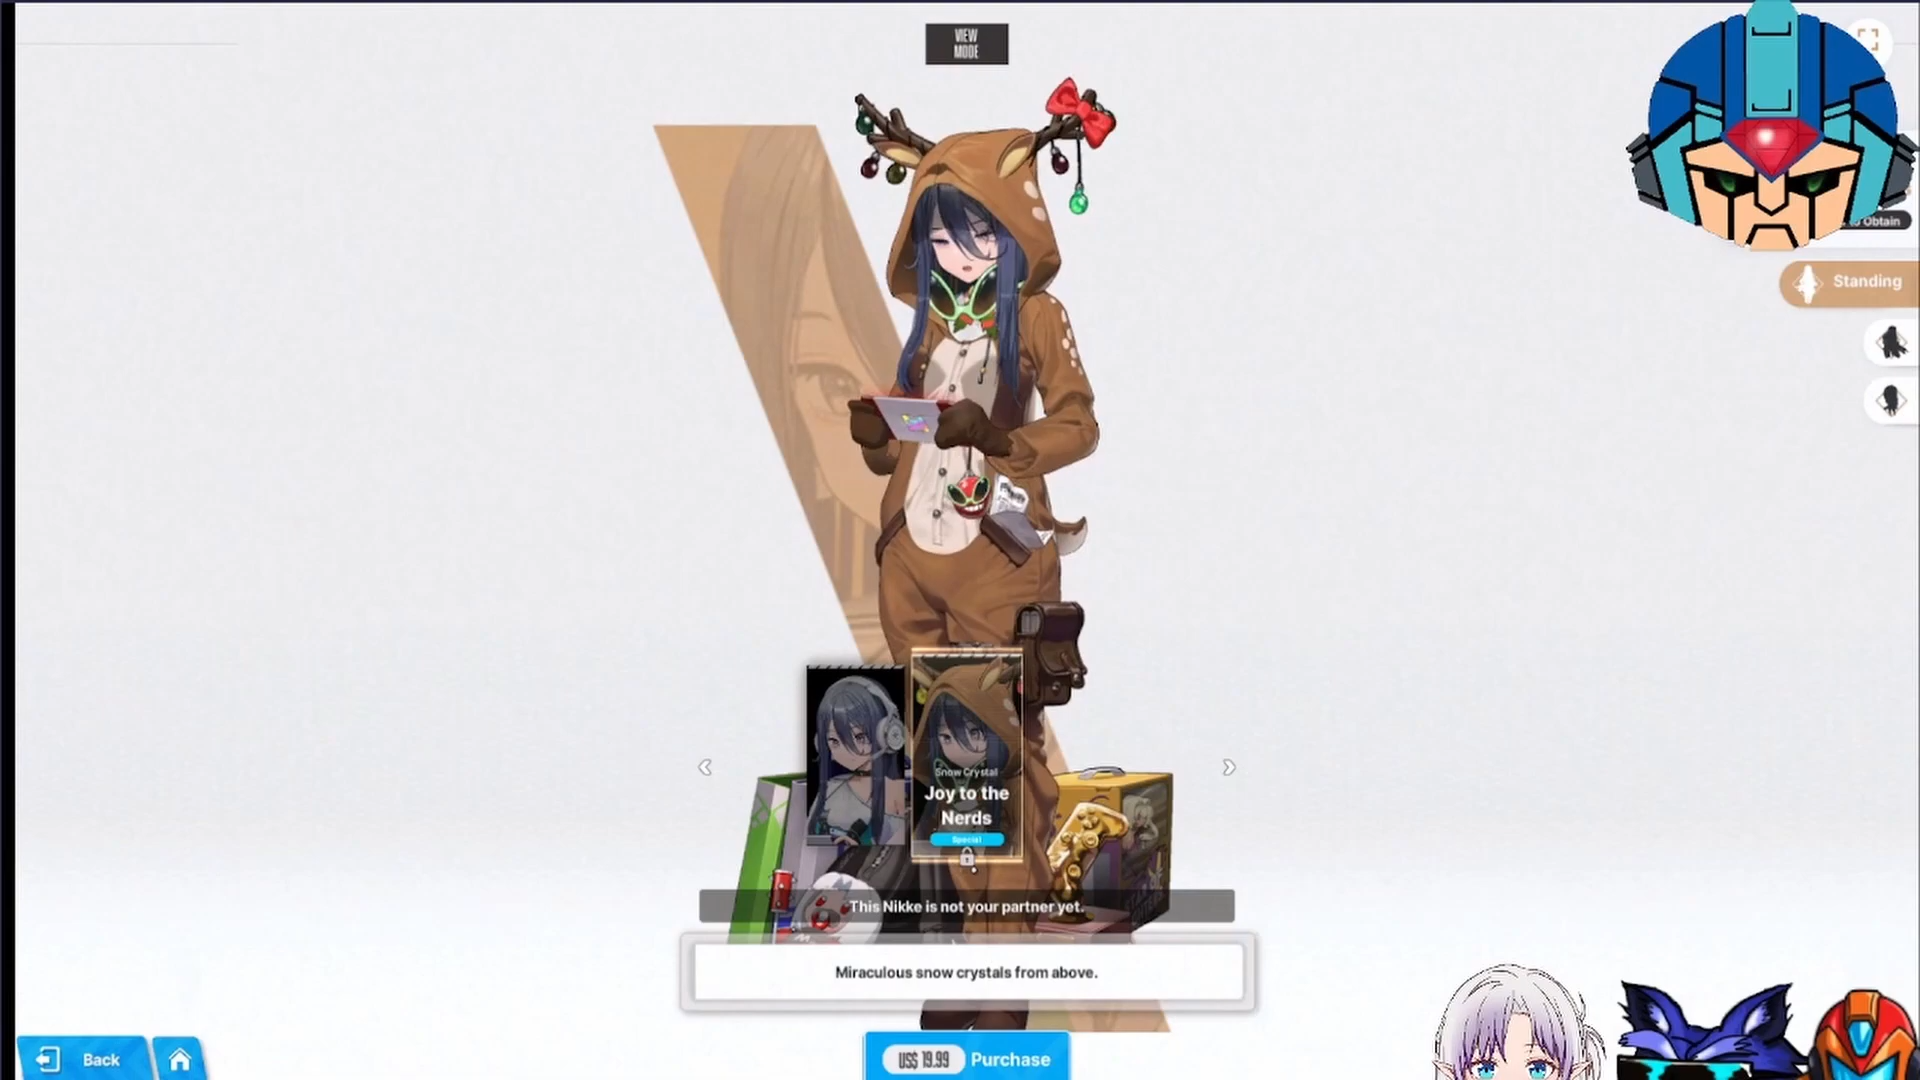 VIEW
MODE
to Obtain
Standing
Snow Crystal
Joy to the
Nerds
Special
This Nikke is not your partner yet.
Miraculous snow crystals from above.
Back
US$ 19.99 Purchase